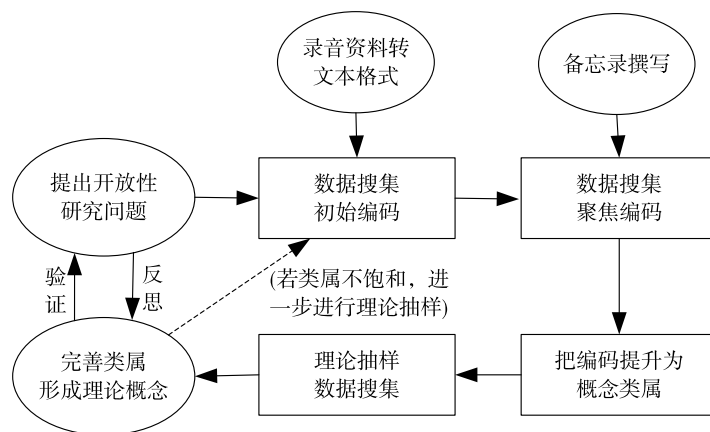 录音资料转
文本格式
备忘录撰写
提出开放性
研究问题
数据搜集
初始编码
数据搜集
聚焦编码
验
证
反
思
(若类属不饱和，进
一步进行理论抽样)
完善类属
形成理论概念
理论抽样
数据搜集
把编码提升为
概念类属